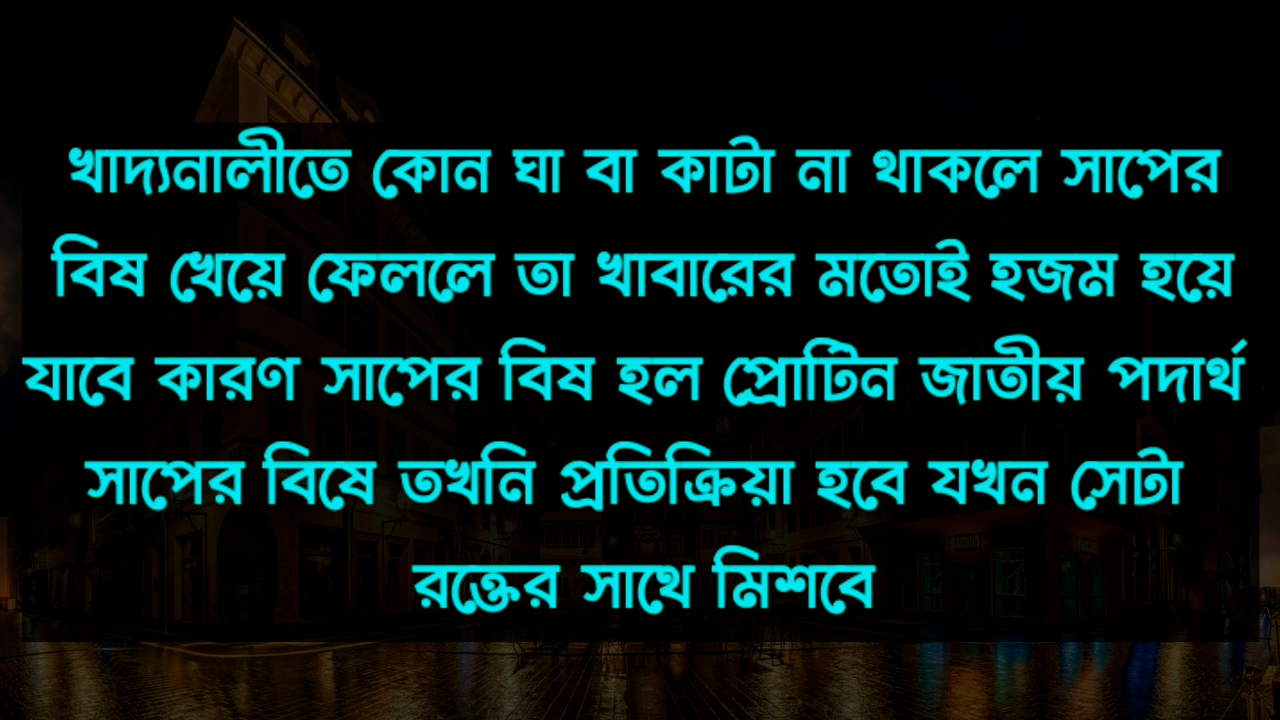 খাদ্যনালীতে কোন ঘা বা কাটা না থাকলে সাপের
বিষ খেয়ে ফেললে তা খাবারের মতোই হজম হয়ে
যাবে কারণ সাপের বিষ হল প্রোটিন জাতীয় পদার্থ
সাপের বিষে তখনি প্রতিক্রিয়া হবে যখন সেটা
রক্তের সাথে মিশবে